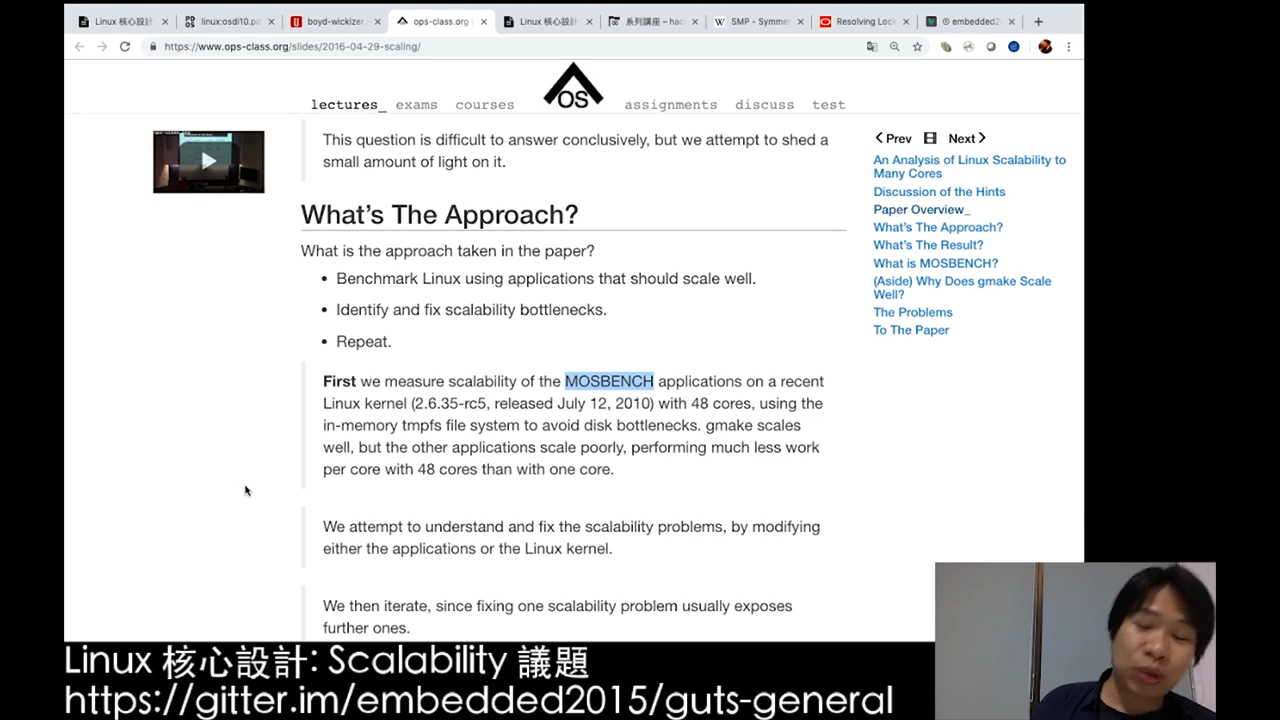 Linux 核心設計
linux:osdi10.pd
boyd-wickizer.
ops-class.org
Linux 核心設計
系列講座 – hac
SMP - Symmet
Resolving Loc
embedded2
https://www.ops-class.org/slides/2016-04-29-scaling/
lectures_ exams courses OS assignments discuss test
This question is difficult to answer conclusively, but we attempt to shed a
small amount of light on it.
What's The Approach?
What is the approach taken in the paper?
• Benchmark Linux using applications that should scale well.
• Identify and fix scalability bottlenecks.
• Repeat.
First we measure scalability of the MOSBENCH applications on a recent
Linux kernel (2.6.35-rc5, released July 12, 2010) with 48 cores, using the
in-memory tmpfs file system to avoid disk bottlenecks. gmake scales
well, but the other applications scale poorly, performing much less work
per core with 48 cores than with one core.
We attempt to understand and fix the scalability problems, by modifying
either the applications or the Linux kernel.
We then iterate, since fixing one scalability problem usually exposes
further ones.
Prev Next
An Analysis of Linux Scalability to
Many Cores
Discussion of the Hints
Paper Overview_
What's The Approach?
What's The Result?
What is MOSBENCH?
(Aside) Why Does gmake Scale
Well?
The Problems
To The Paper
Linux 核心設計: Scalability 議題
https://gitter.im/embedded2015/guts-general